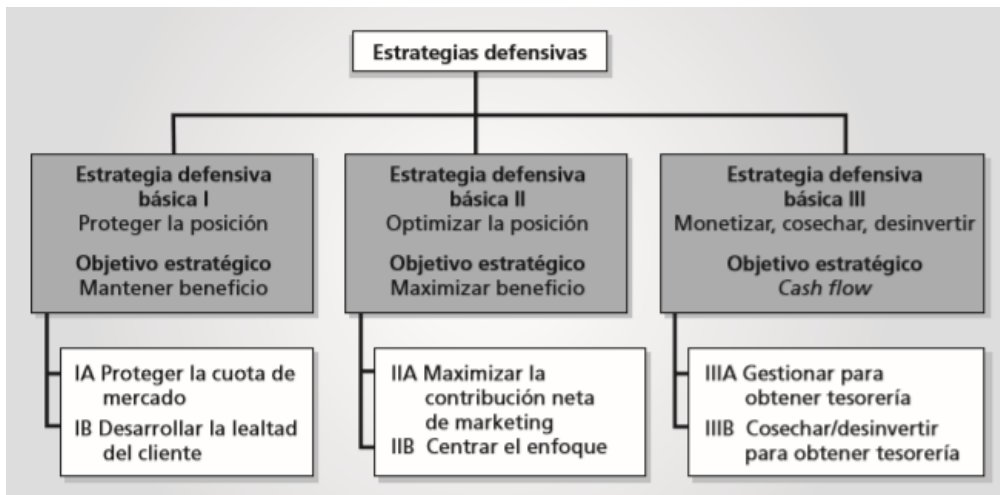 Estrategias defensivas
Estrategia defensiva
básica I
Proteger la posición
Objetivo estratégico
Mantener beneficio
Estrategia defensiva
básica II
Optimizar la posición
Objetivo estratégico
Maximizar beneficio
Estrategia defensiva
básica III
Monetizar, cosechar, desinvertir
Objetivo estratégico
Cash flow
IA Proteger la cuota de
mercado
IB Desarrollar la lealtad
del cliente
IIA Maximizar la
contribución neta
de marketing
IIB Centrar el enfoque
IIIA Gestionar para
obtener tesorería
IIIB Cosechar/desinvertir
para obtener tesorería